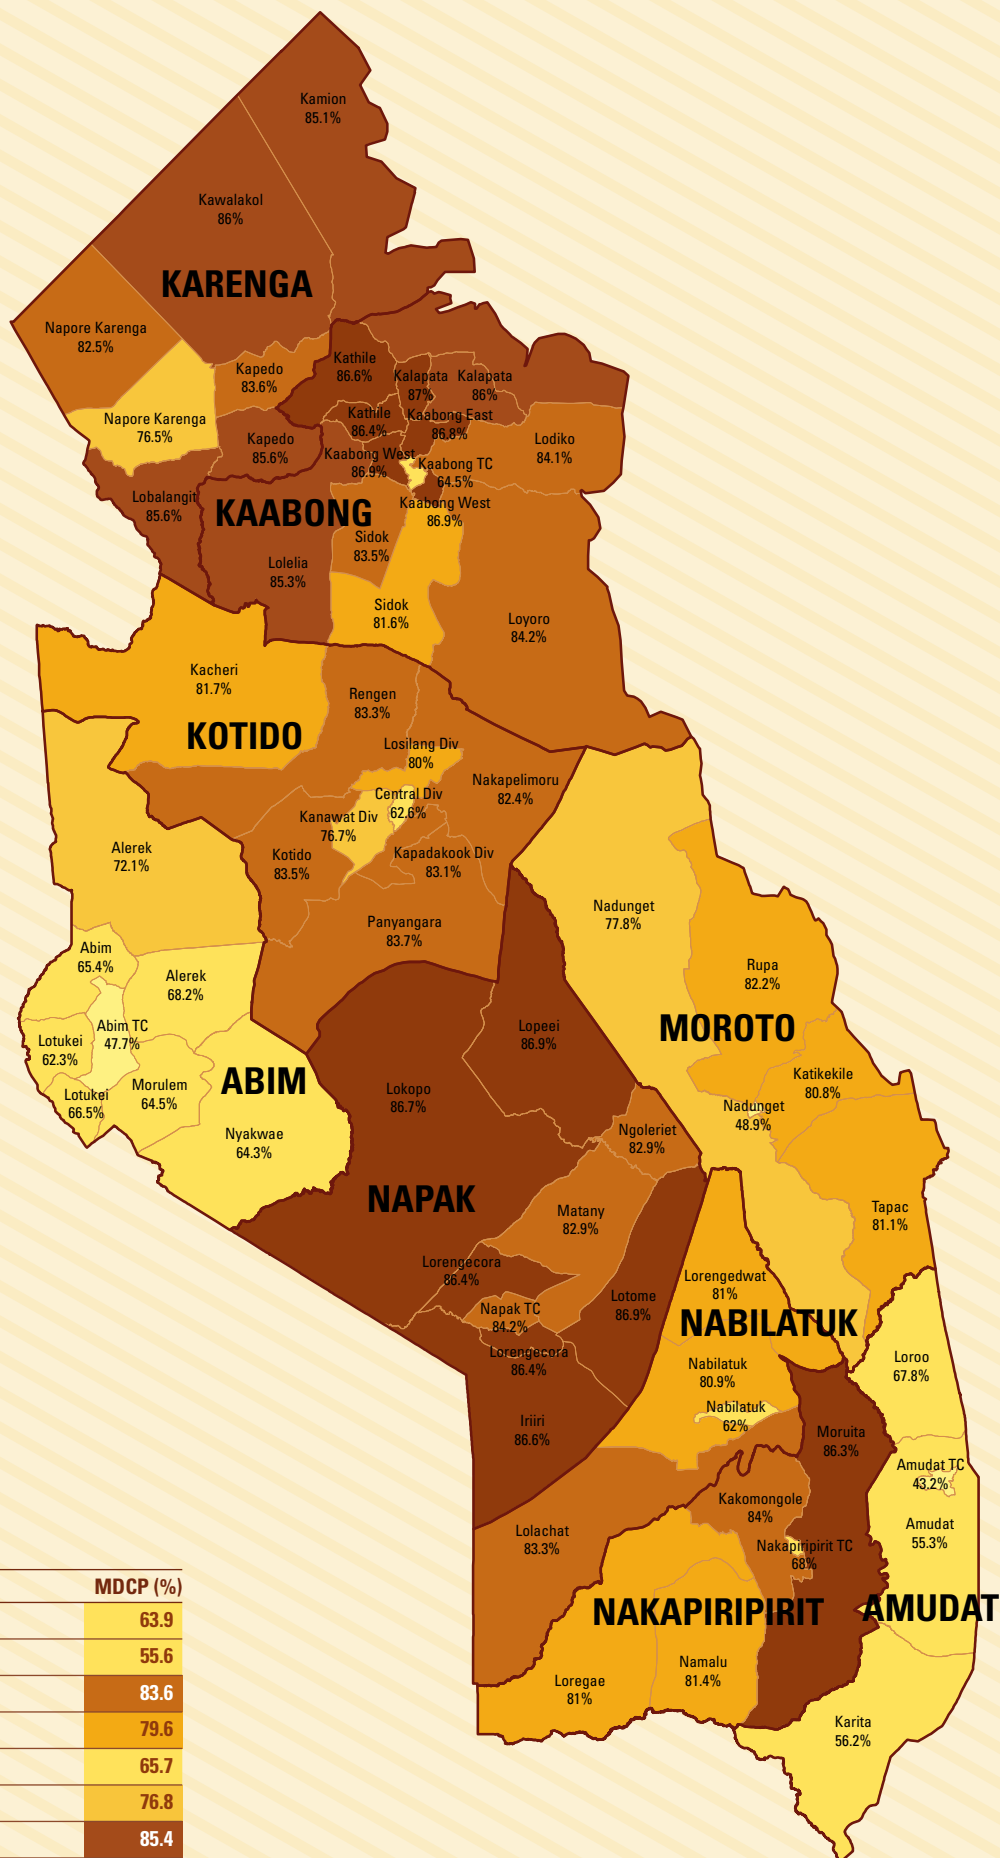 Kamion
85.1%
Kawalakol
86%
KARENGA
Napore Karenga
82.5%
Kapedo
83.6%
Kathile
86.6%
Kalapata
87%
Kalapata
86%
Napore Karenga
76.5%
Kathile
86.4%
Kaabong East
86.8%
Kapedo
85.6%
Lodiko
84.1%
Kaabong West
86.9%
Kaabong TC
64.5%
Lobalangit
85.6%
KAABONG
Kaabong West
86.9%
Sidok
83.5%
Lolelia
85.3%
Sidok
81.6%
Loyoro
84.2%
Kacheri
81.7%
KOTIDO
Rengen
83.3%
Losilang Div
80%
Nakapelimoru
82.4%
Central Div
62.6%
Kanawat Div
76.7%
Alerek
72.1%
Kotido
83.5%
Kapadakook Div
83.1%
Nadunget
77.8%
Panyangara
83.7%
Abim
65.4%
Alerek
68.2%
Rupa
82.2%
MOROTO
Abim TC
47.7%
Lopeei
86.9%
Lotukei
62.3%
ABIM
Katikekile
80.8%
Lotukei
66.5%
Morulem
64.5%
Lokopo
86.7%
Nadunget
48.9%
Nyakwae
64.3%
Ngoleriet
82.9%
NAPAK
Matany
82.9%
Tapac
81.1%
Lorengecora
86.4%
Lorengedwat
81%
Lotome
86.9%
Napak TC
84.2%
NABILATUK
Lorengecora
86.4%
Nabilatuk
80.9%
Loroo
67.8%
Nabilatuk
62%
Iriiri
86.6%
Moruita
86.3%
Amudat TC
43.2%
Kakomongole
84%
Lolachat
83.3%
Amudat
55.3%
Nakapiripirit TC
68%
NAKAPIRIPIRIT
AMUDAT
Namalu
81.4%
Loregae
81%
Karita
56.2%
MDCP (%)
63.9
55.6
83.6
79.6
65.7
76.8
85.4